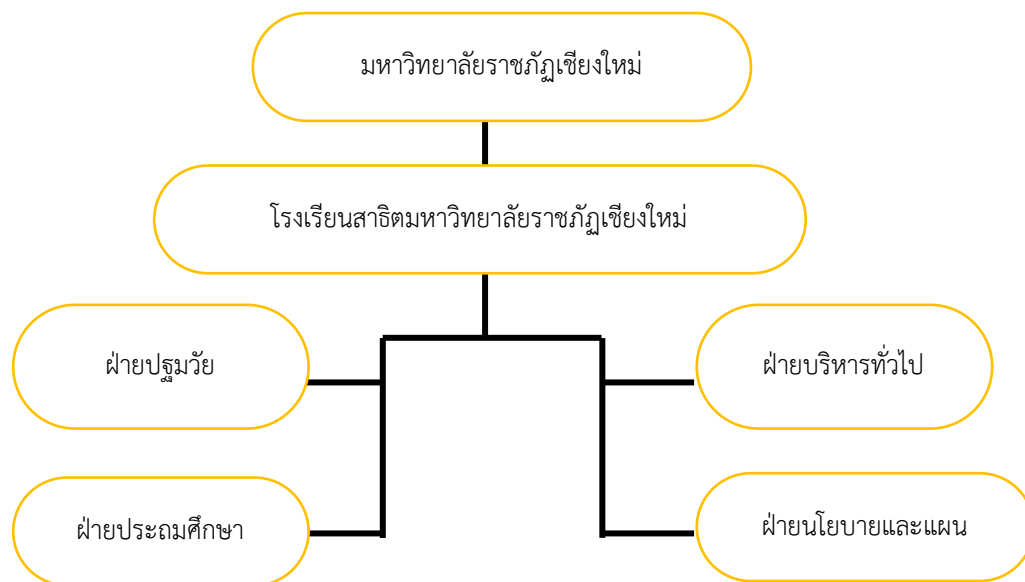 มหาวิทยาลัยราชภัฏเชียงใหม่
โรงเรียนสาธิตมหาวิทยาลัยราชภัฏเชียงใหม่
ฝ่ายปฐมวัย
ฝ่ายบริหารทั่วไป
ฝ่ายประถมศึกษา
ฝ่ายนโยบายและแผน